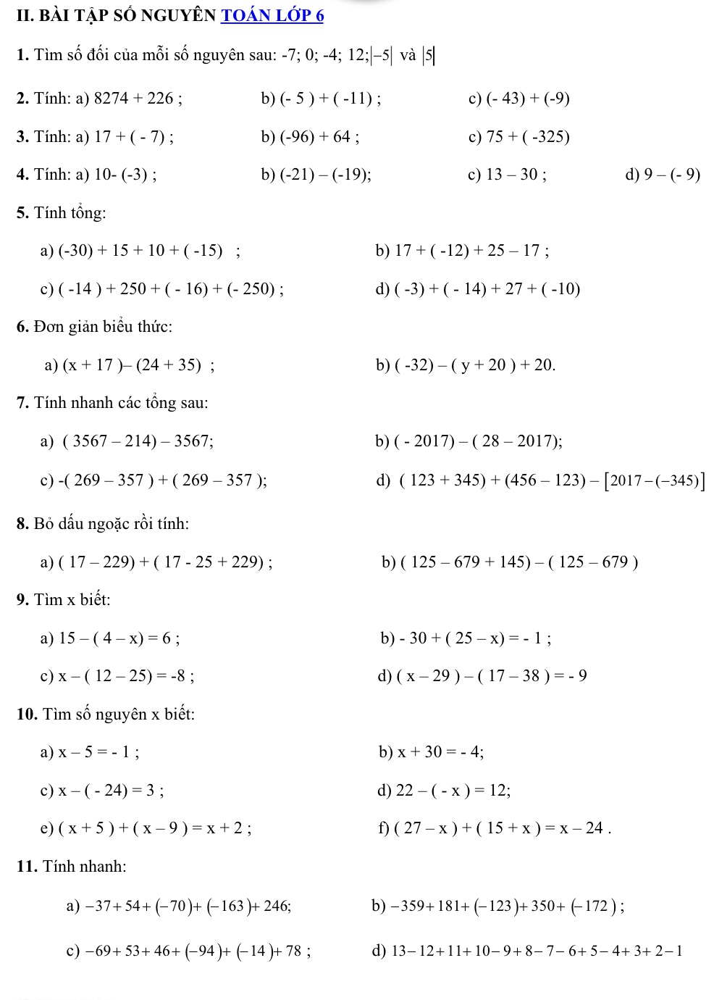 II. BÀI TẬP SỐ NGUYÊN TOÁN LỚP 6
1. Tìm số đối của mỗi số nguyên sau: -7; 0; -4; 12;|−5| và |5|
2. Tính: a) 8274 + 226 ; b) (- 5 ) + ( -11) ; c) (- 43) + (-9)
3. Tính: a) 17 + ( - 7) ; b) (-96) + 64 ; c) 75 + ( -325)
4. Tính: a) 10- (-3) ; b) (-21) – (-19); c) 13 – 30 ; d) 9 – (- 9)
5. Tính tổng:
a) (-30) + 15 + 10 + ( -15) ; b) 17 + ( -12) + 25 – 17 ;
c) ( -14 ) + 250 + ( - 16) + (- 250) ; d) ( -3) + ( - 14) + 27 + ( -10)
6. Đơn giản biểu thức:
a) (x + 17 )– (24 + 35) ; b) ( -32) – ( y + 20 ) + 20.
7. Tính nhanh các tổng sau:
a) ( 3567 – 214) – 3567; b) ( - 2017) – ( 28 – 2017);
c) -( 269 – 357 ) + ( 269 – 357 ); d) ( 123 + 345) + (456 – 123) – [2017−(−345)]
8. Bỏ dấu ngoặc rồi tính:
a) ( 17 – 229) + ( 17 - 25 + 229) ; b) ( 125 – 679 + 145) – ( 125 – 679 )
9. Tìm x biết:
a) 15 – ( 4 – x) = 6 ; b) - 30 + ( 25 – x) = - 1 ;
c) x – ( 12 – 25) = -8 ; d) ( x – 29 ) – ( 17 – 38 ) = - 9
10. Tìm số nguyên x biết:
a) x – 5 = - 1 ; b) x + 30 = - 4;
c) x – ( - 24) = 3 ; d) 22 – ( - x ) = 12;
e) ( x + 5 ) + ( x – 9 ) = x + 2 ; f) ( 27 – x ) + ( 15 + x ) = x – 24 .
11. Tính nhanh:
a) −37+ 54+ (−70)+ (−163)+ 246; b) −359+ 181+ (−123)+ 350+ (−172) ;
c) −69+ 53+ 46+ (−94)+ (−14)+ 78 ; d) 13−12+11+10−9+8−7−6+5−4+3+2−1